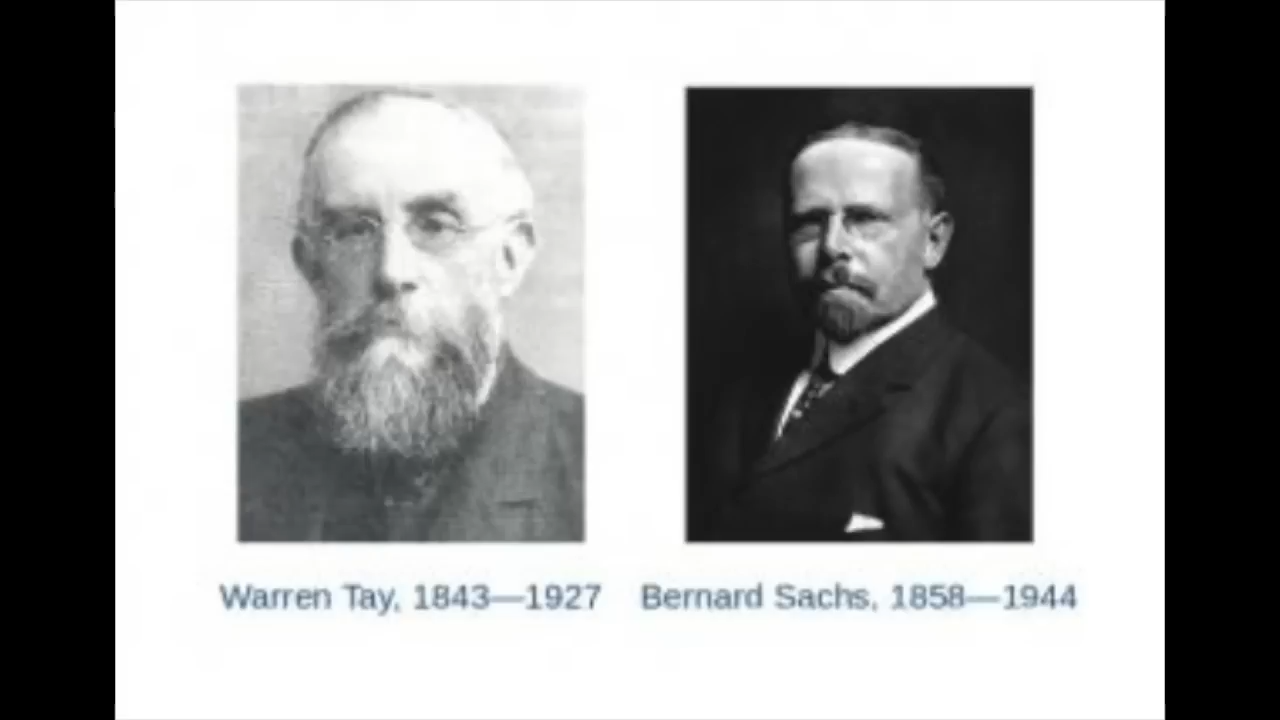 Warren Tay, 1843—1927
Bernard Sachs, 1858—1944